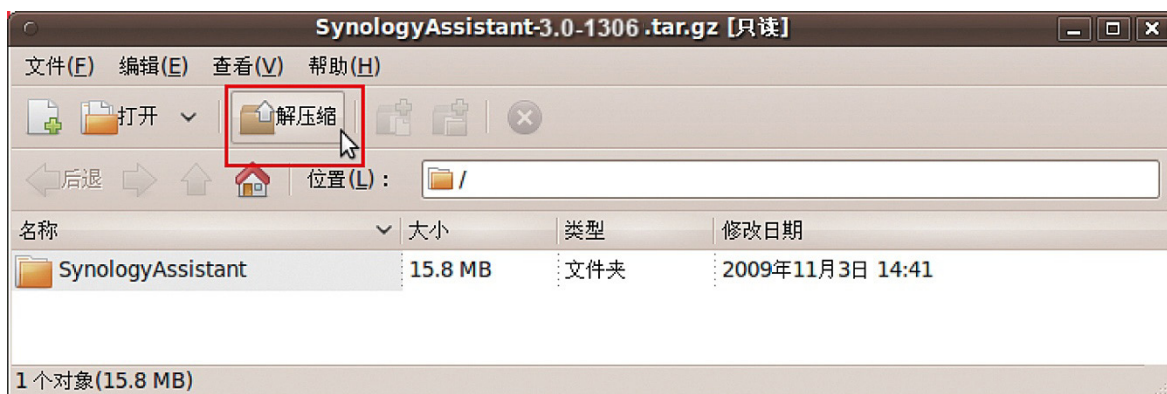 SynologyAssistant-3.0-1306 .tar.gz [只读]
文件(F) 编辑(E) 查看(V) 帮助(H)
打开 解压缩
后退 位置(L)： /
名称 大小 类型 修改日期
SynologyAssistant 15.8 MB 文件夹 2009年11月3日 14:41
1 个对象(15.8 MB)